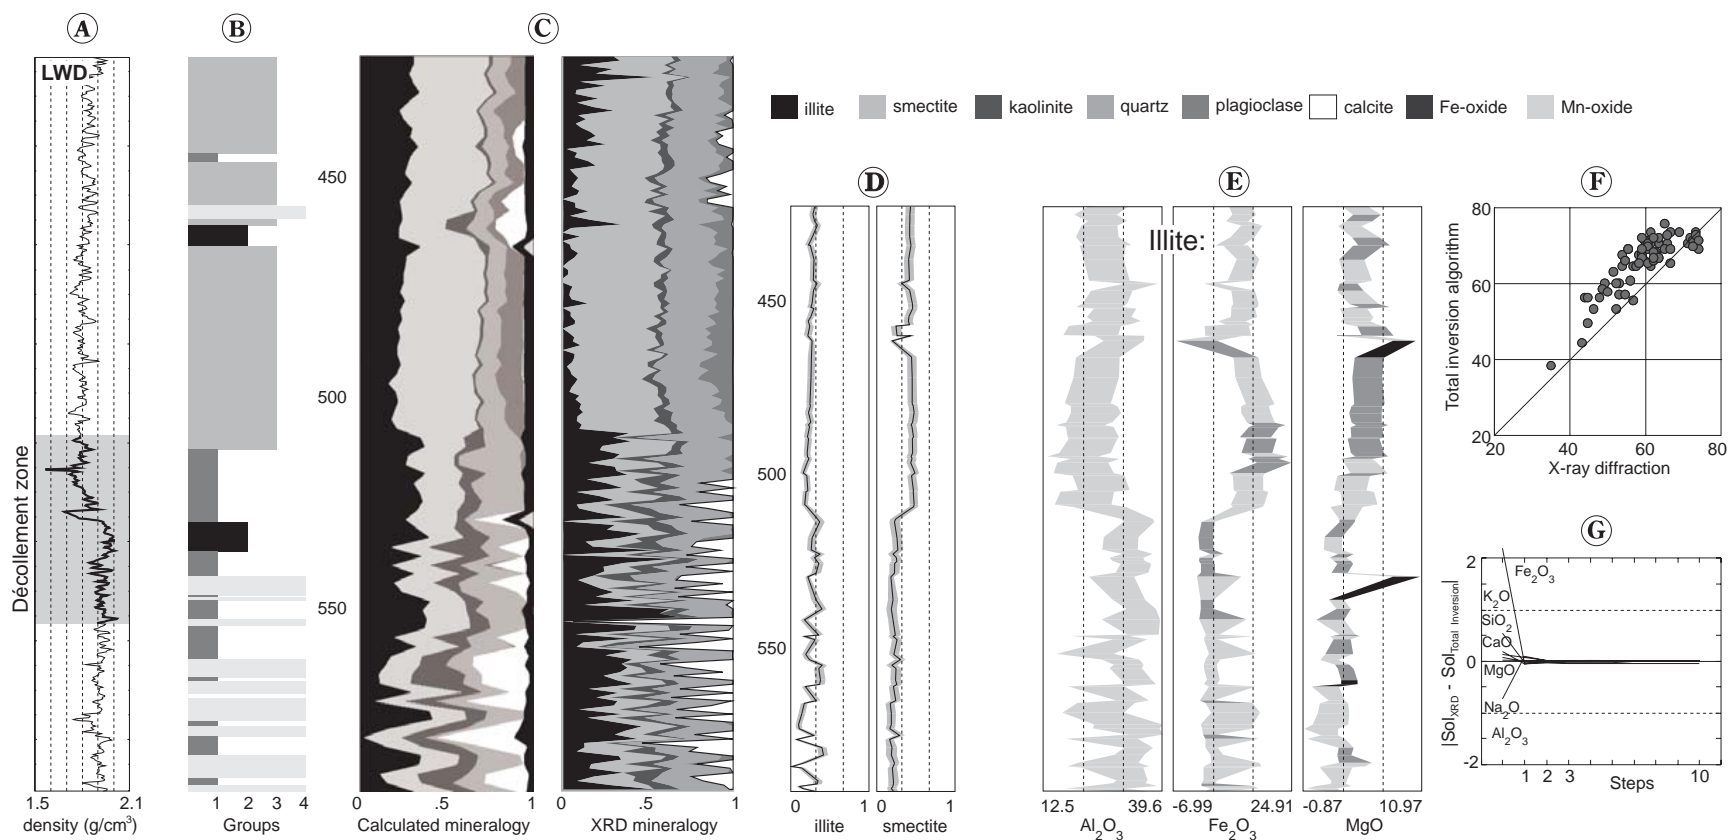 A
B
C
LWD
illite
smectite
kaolinite
quartz
plagioclase
calcite
Fe-oxide
Mn-oxide
450
500
550
Décollement zone
1.5
2.1
density (g/cm³)
1
2
3
4
Groups
0
.5
1
Calculated mineralogy
0
.5
1
XRD mineralogy
D
450
500
550
0
1
illite
0
1
smectite
E
Illite:
12.5
39.6
Al₂O₃
-6.99
24.91
Fe₂O₃
-0.87
10.97
MgO
F
80
60
40
20
Total inversion algorithm
20
40
60
80
X-ray diffraction
G
2
1
0
-1
-2
|Sol_XRD - Sol_Total Inversion|
Fe₂O₃
K₂O
SiO₂
CaO
MgO
Na₂O
Al₂O₃
1
2
3
10
Steps